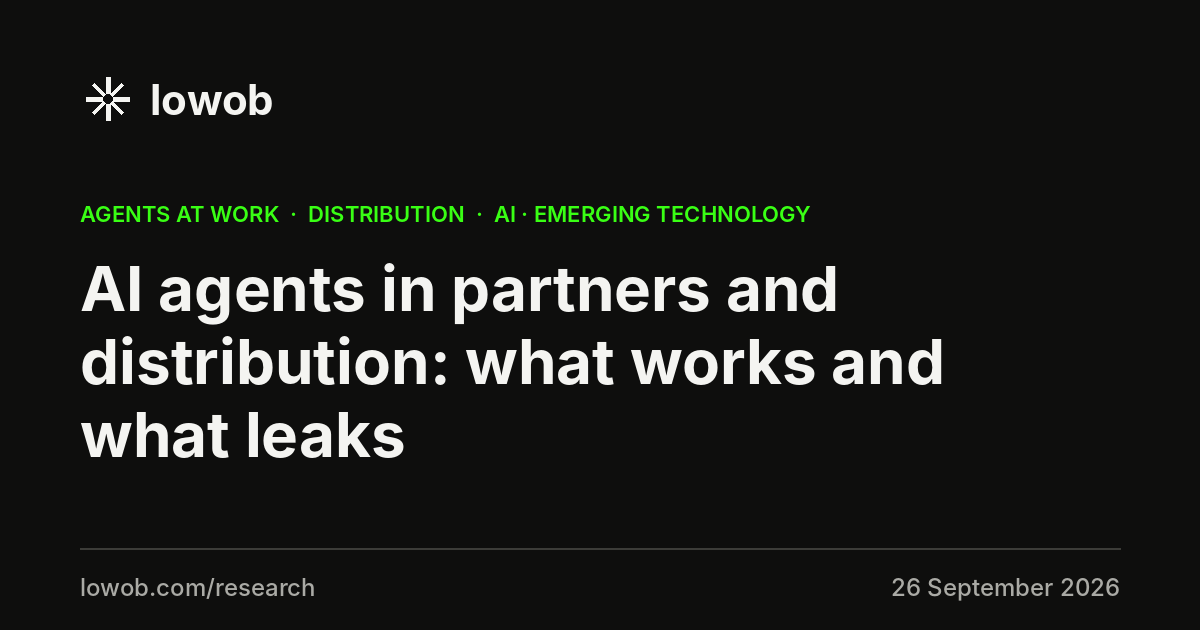 lowob
AGENTS AT WORK · DISTRIBUTION · AI · EMERGING TECHNOLOGY
AI agents in partners and
distribution: what works and
what leaks
lowob.com/research
26 September 2026